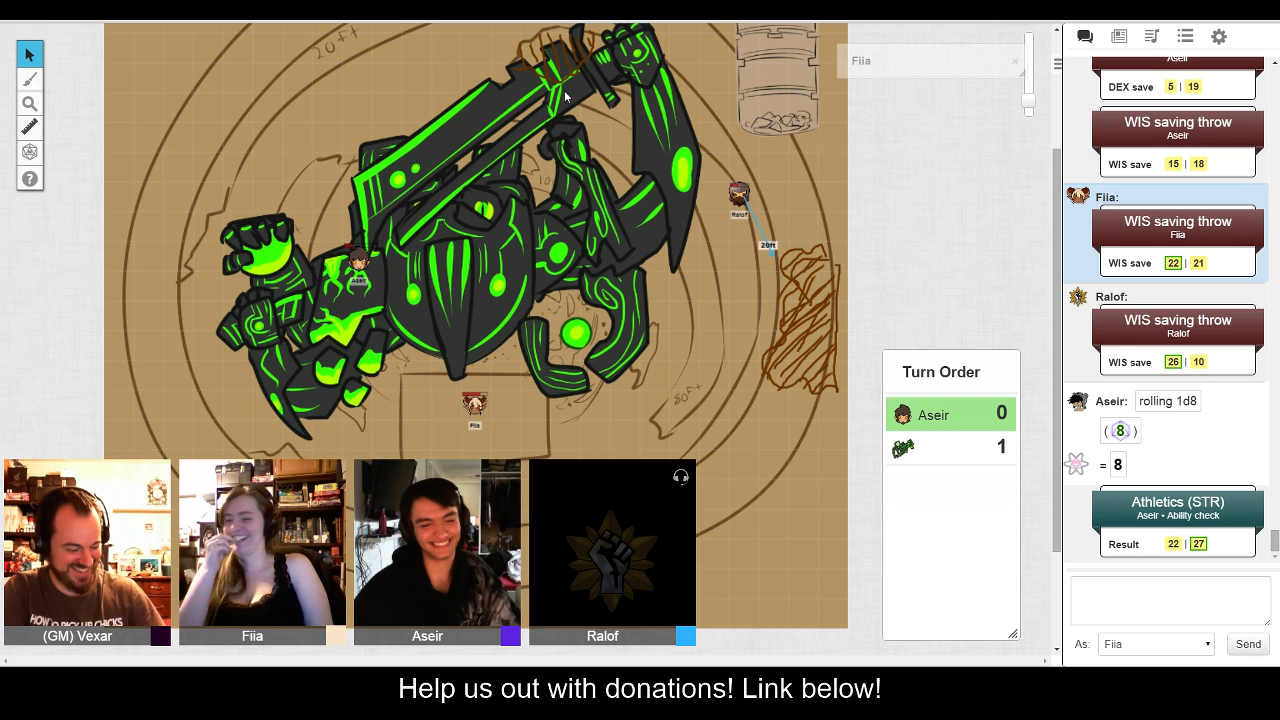 20ft
Fiia ×
10
Aseir
Ralof
20ft
80ft
Fiia
Turn Order
Aseir 0
1
(GM) Vexar
Fiia
Aseir
Ralof
Aseir
DEX save 5 | 19
WIS saving throw
Aseir
WIS save 15 | 18
Fiia:
WIS saving throw
Fiia
WIS save 22 | 21
Ralof:
WIS saving throw
Ralof
WIS save 26 | 10
Aseir: rolling 1d8
( 8 )
= 8
Athletics (STR)
Aseir - Ability check
Result 22 | 27
As: Fiia
Send
Help us out with donations! Link below!